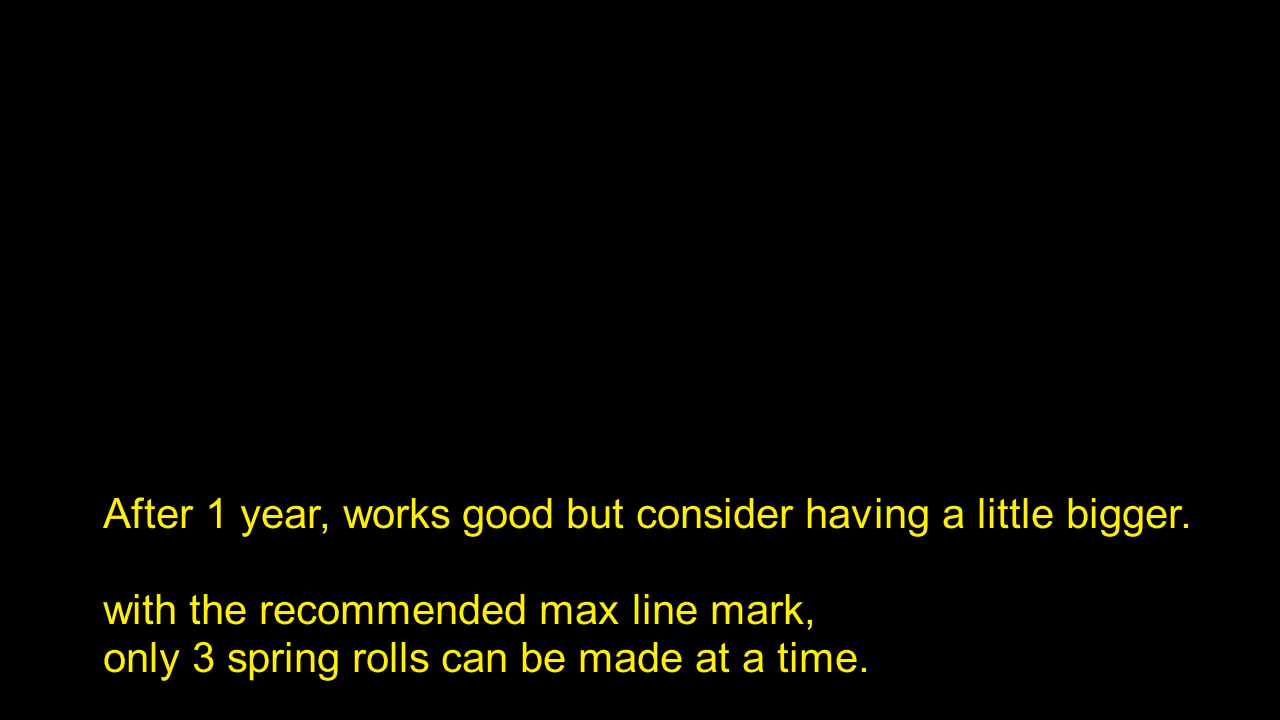 After 1 year, works good but consider having a little bigger.
with the recommended max line mark,
only 3 spring rolls can be made at a time.